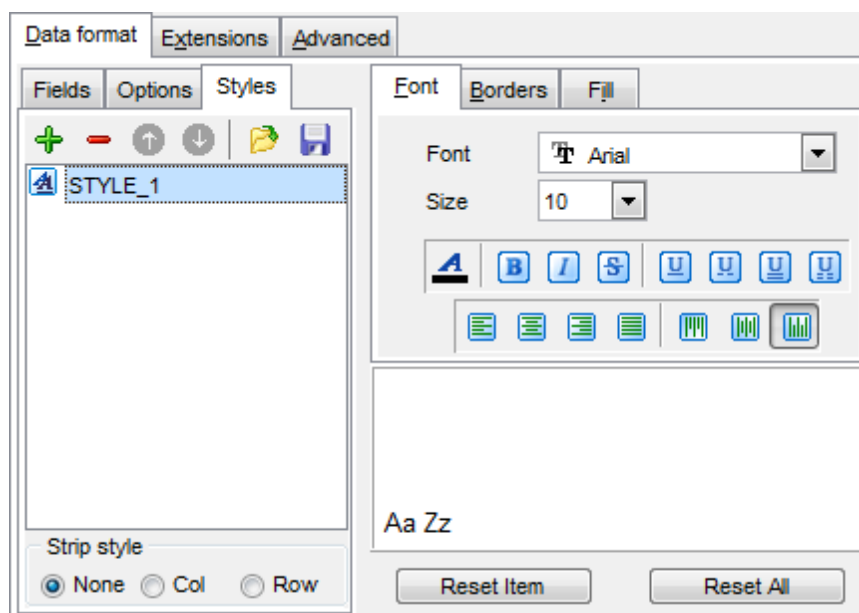 Data format Extensions Advanced
Fields Options Styles
Font Borders Fill
Font Arial
Size 10
STYLE_1
A B I S U U U U
Aa Zz
Strip style
None Col Row
Reset Item Reset All